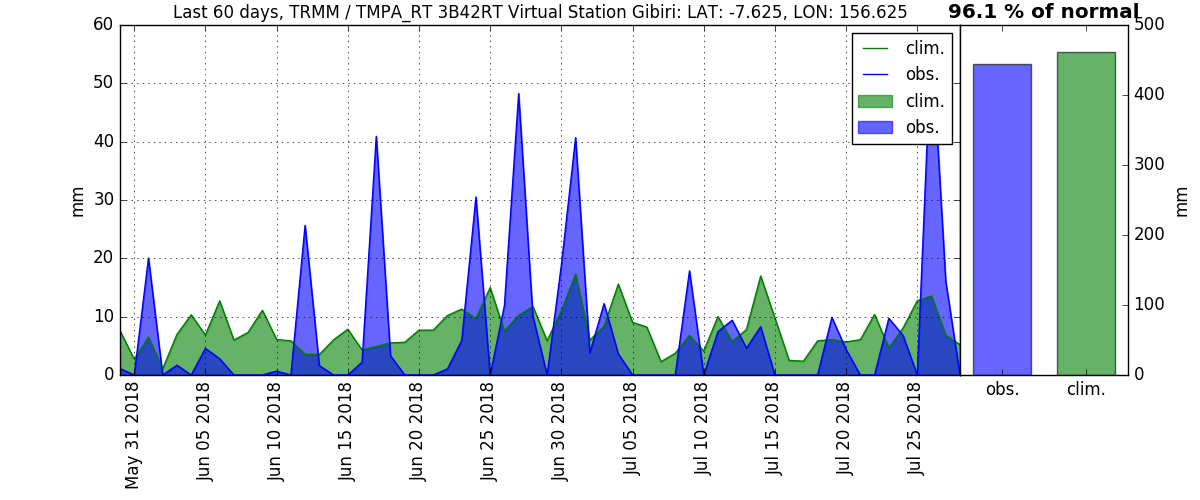 Last 60 days, TRMM / TMPA_RT 3B42RT Virtual Station Gibiri: LAT: -7.625, LON: 156.625
96.1 % of normal
60
50
40
30
20
10
0
mm
clim.
obs.
clim.
obs.
500
400
300
200
100
0
mm
obs.
clim.
May 31 2018
Jun 05 2018
Jun 10 2018
Jun 15 2018
Jun 20 2018
Jun 25 2018
Jun 30 2018
Jul 05 2018
Jul 10 2018
Jul 15 2018
Jul 20 2018
Jul 25 2018